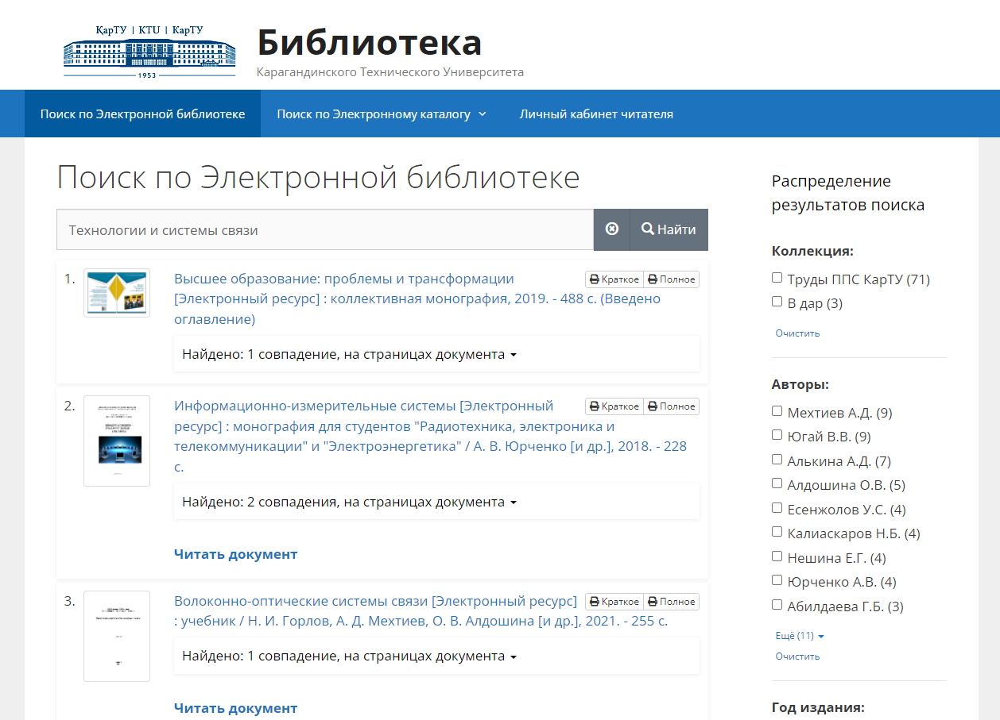 ҚарТУ | KTU | КарТУ
1953
Библиотека
Карагандинского Технического Университета
Поиск по Электронной библиотеке
Поиск по Электронному каталогу
Личный кабинет читателя
Поиск по Электронной библиотеке
Технологии и системы связи
Найти
1.
Высшее образование: проблемы и трансформации
[Электронный ресурс] : коллективная монография, 2019. - 488 с. (Введено
оглавление)
Краткое
Полное
Найдено: 1 совпадение, на страницах документа
2.
Информационно-измерительные системы [Электронный
ресурс] : монография для студентов "Радиотехника, электроника и
телекоммуникации" и "Электроэнергетика" / А. В. Юрченко [и др.], 2018. - 228
с.
Краткое
Полное
Найдено: 2 совпадения, на страницах документа
Читать документ
3.
Волоконно-оптические системы связи [Электронный ресурс]
: учебник / Н. И. Горлов, А. Д. Мехтиев, О. В. Алдошина [и др.], 2021. - 255 с.
Краткое
Полное
Найдено: 1 совпадение, на страницах документа
Читать документ
Распределение
результатов поиска
Коллекция:
Труды ППС КарТУ (71)
В дар (3)
Очистить
Авторы:
Мехтиев А.Д. (9)
Югай В.В. (9)
Алькина А.Д. (7)
Алдошина О.В. (5)
Есенжолов У.С. (4)
Калиаскаров Н.Б. (4)
Нешина Е.Г. (4)
Юрченко А.В. (4)
Абилдаева Г.Б. (3)
Ещё (11)
Очистить
Год издания: